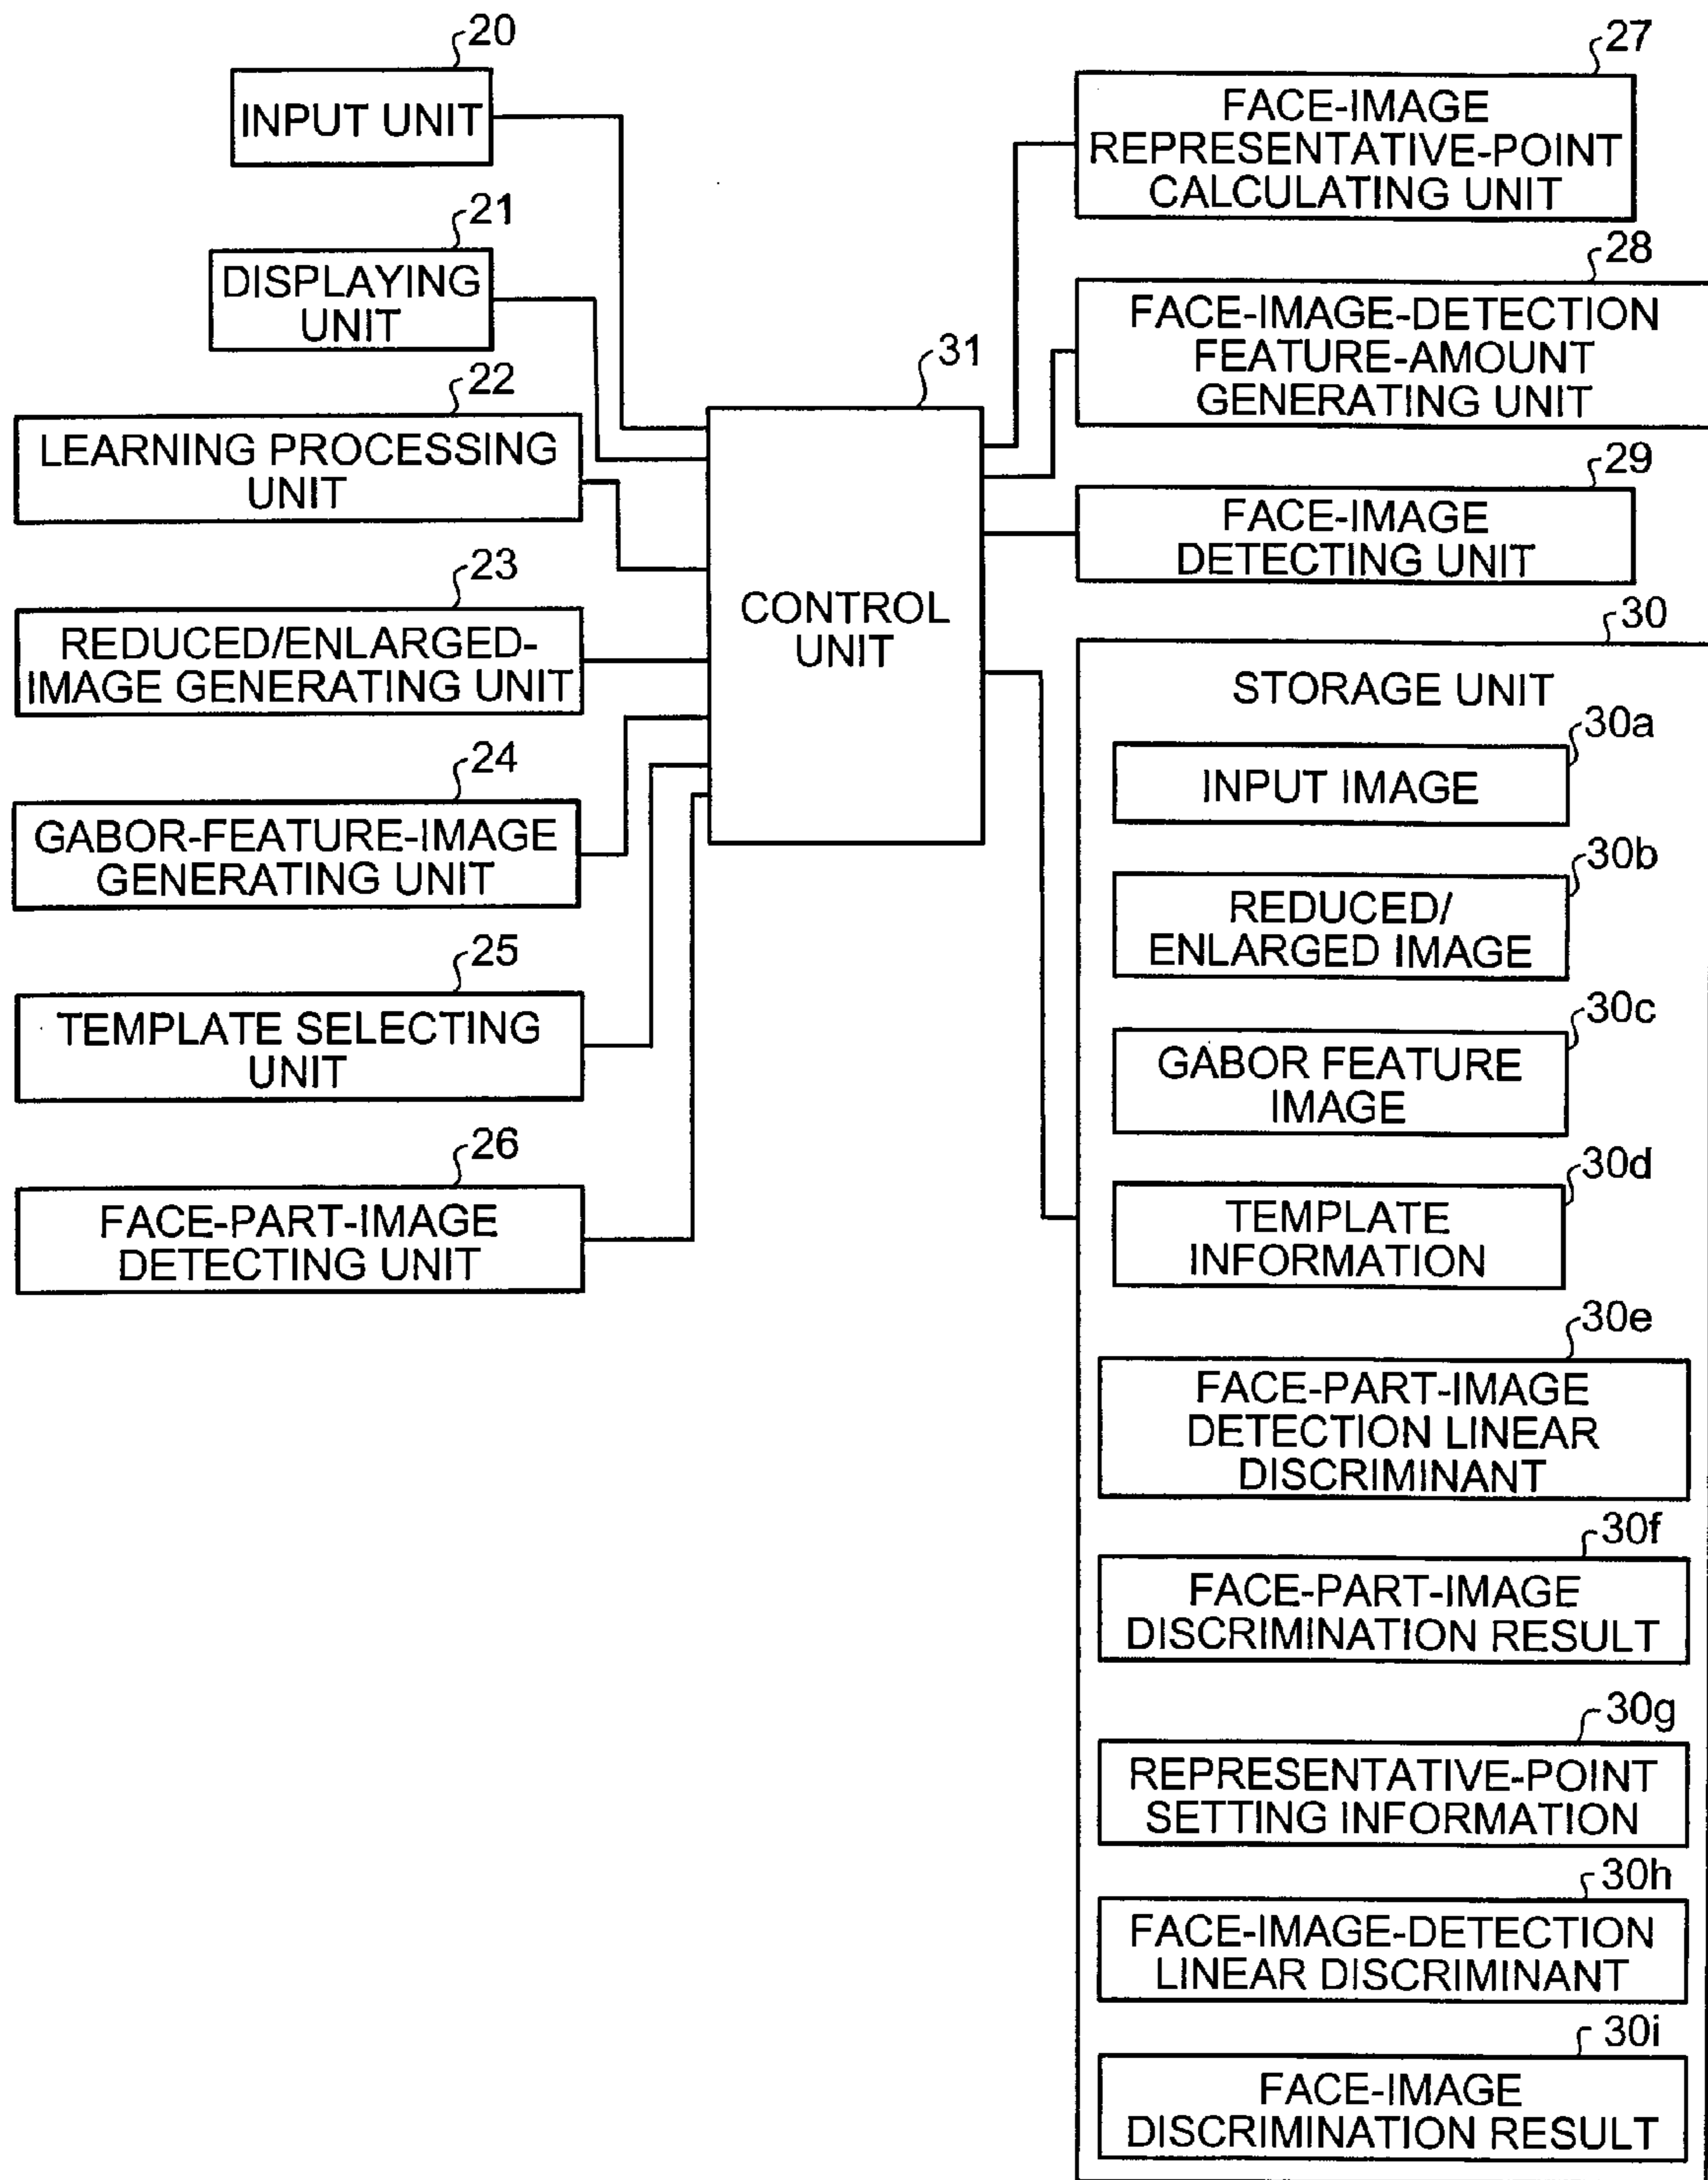 20
INPUT UNIT
21
DISPLAYING
UNIT
22
LEARNING PROCESSING
UNIT
23
REDUCED/ENLARGED-
IMAGE GENERATING UNIT
24
GABOR-FEATURE-IMAGE
GENERATING UNIT
25
TEMPLATE SELECTING
UNIT
26
FACE-PART-IMAGE
DETECTING UNIT
31
CONTROL
UNIT
27
FACE-IMAGE
REPRESENTATIVE-POINT
CALCULATING UNIT
28
FACE-IMAGE-DETECTION
FEATURE-AMOUNT
GENERATING UNIT
29
FACE-IMAGE
DETECTING UNIT
30
STORAGE UNIT
30a
INPUT IMAGE
30b
REDUCED/
ENLARGED IMAGE
30c
GABOR FEATURE
IMAGE
30d
TEMPLATE
INFORMATION
30e
FACE-PART-IMAGE
DETECTION LINEAR
DISCRIMINANT
30f
FACE-PART-IMAGE
DISCRIMINATION RESULT
30g
REPRESENTATIVE-POINT
SETTING INFORMATION
30h
FACE-IMAGE-DETECTION
LINEAR DISCRIMINANT
30i
FACE-IMAGE
DISCRIMINATION RESULT